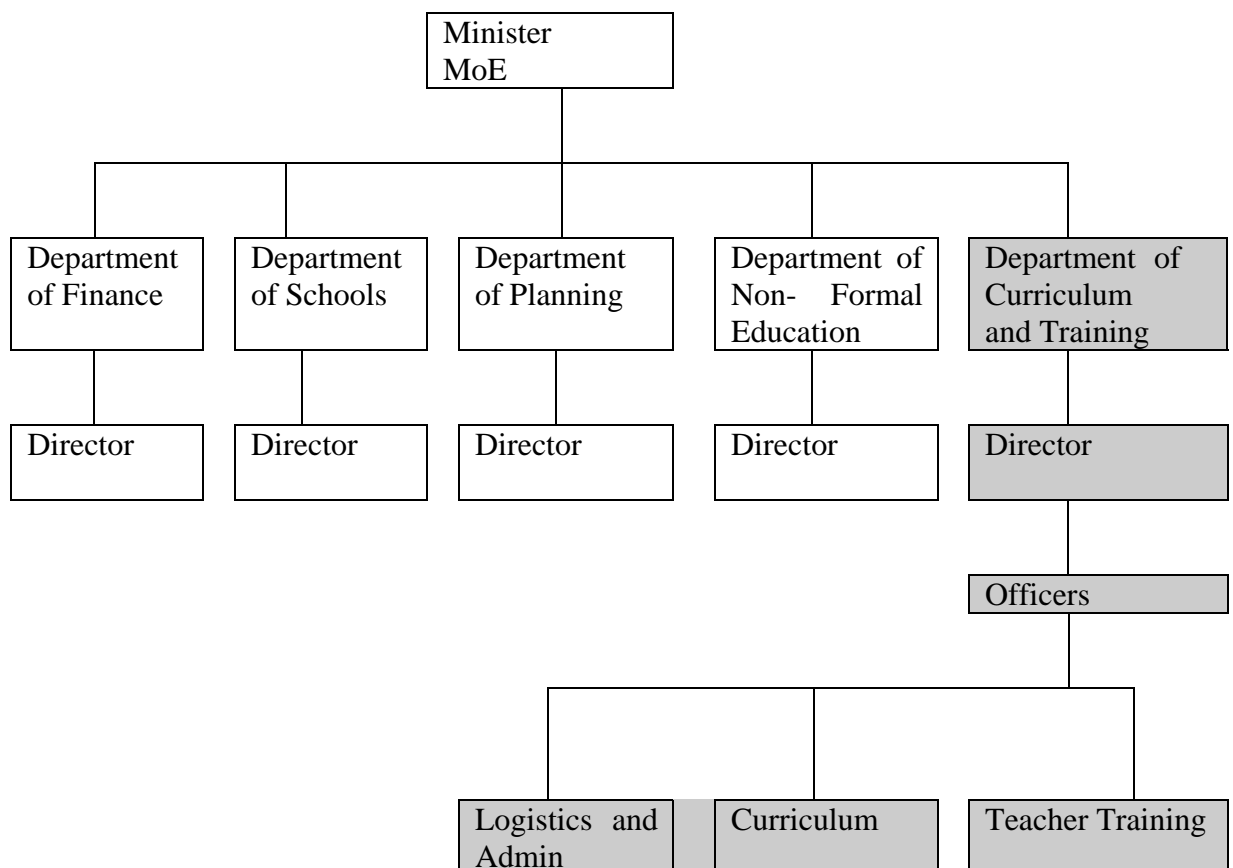 Minister
MoE
Department
of Finance
Department
of Schools
Department
of Planning
Department of
Non- Formal
Education
Department of
Curriculum
and Training
Director
Director
Director
Director
Director
Officers
Logistics and
Admin
Curriculum
Teacher Training